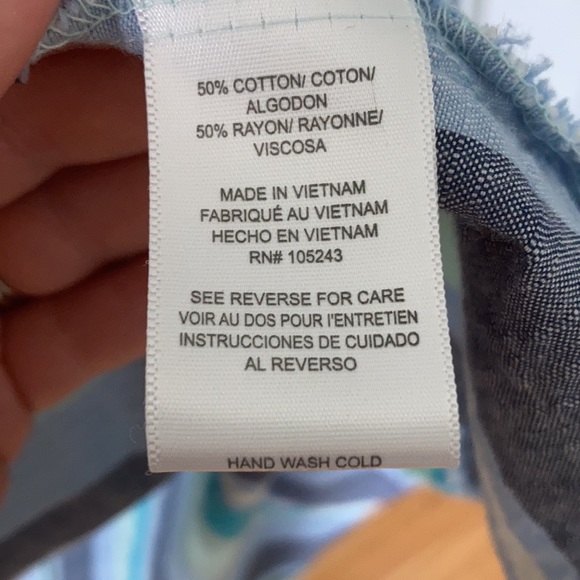 50% COTTON/ COTON/
ALGODON
50% RAYON/ RAYONNE/
VISCOSA
MADE IN VIETNAM
FABRIQUÉ AU VIETNAM
HECHO EN VIETNAM
RN# 105243
SEE REVERSE FOR CARE
VOIR AU DOS POUR I'ENTRETIEN
INSTRUCCIONES DE CUIDADO
AL REVERSO
HAND WASH COLD